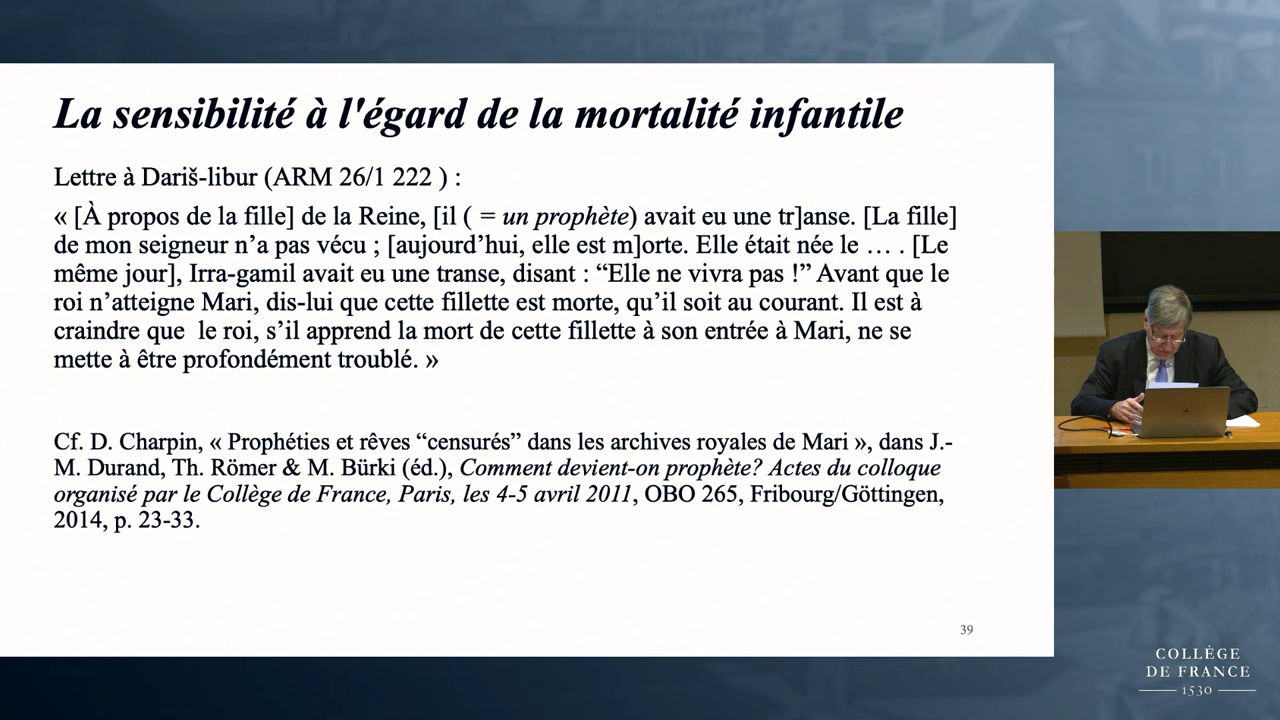 La sensibilité à l'égard de la mortalité infantile
Lettre à Dariš-libur (ARM 26/1 222 ) :
« [À propos de la fille] de la Reine, [il ( = un prophète) avait eu une tr]anse. [La fille]
de mon seigneur n’a pas vécu ; [aujourd’hui, elle est m]orte. Elle était née le … . [Le
même jour], Irra-gamil avait eu une transe, disant : “Elle ne vivra pas !” Avant que le
roi n’atteigne Mari, dis-lui que cette fillette est morte, qu’il soit au courant. Il est à
craindre que le roi, s’il apprend la mort de cette fillette à son entrée à Mari, ne se
mette à être profondément troublé. »
Cf. D. Charpin, « Prophéties et rêves “censurés” dans les archives royales de Mari », dans J.-
M. Durand, Th. Römer & M. Bürki (éd.), Comment devient-on prophète? Actes du colloque
organisé par le Collège de France, Paris, les 4-5 avril 2011, OBO 265, Fribourg/Göttingen,
2014, p. 23-33.
39
COLLÈGE
DE FRANCE
1530